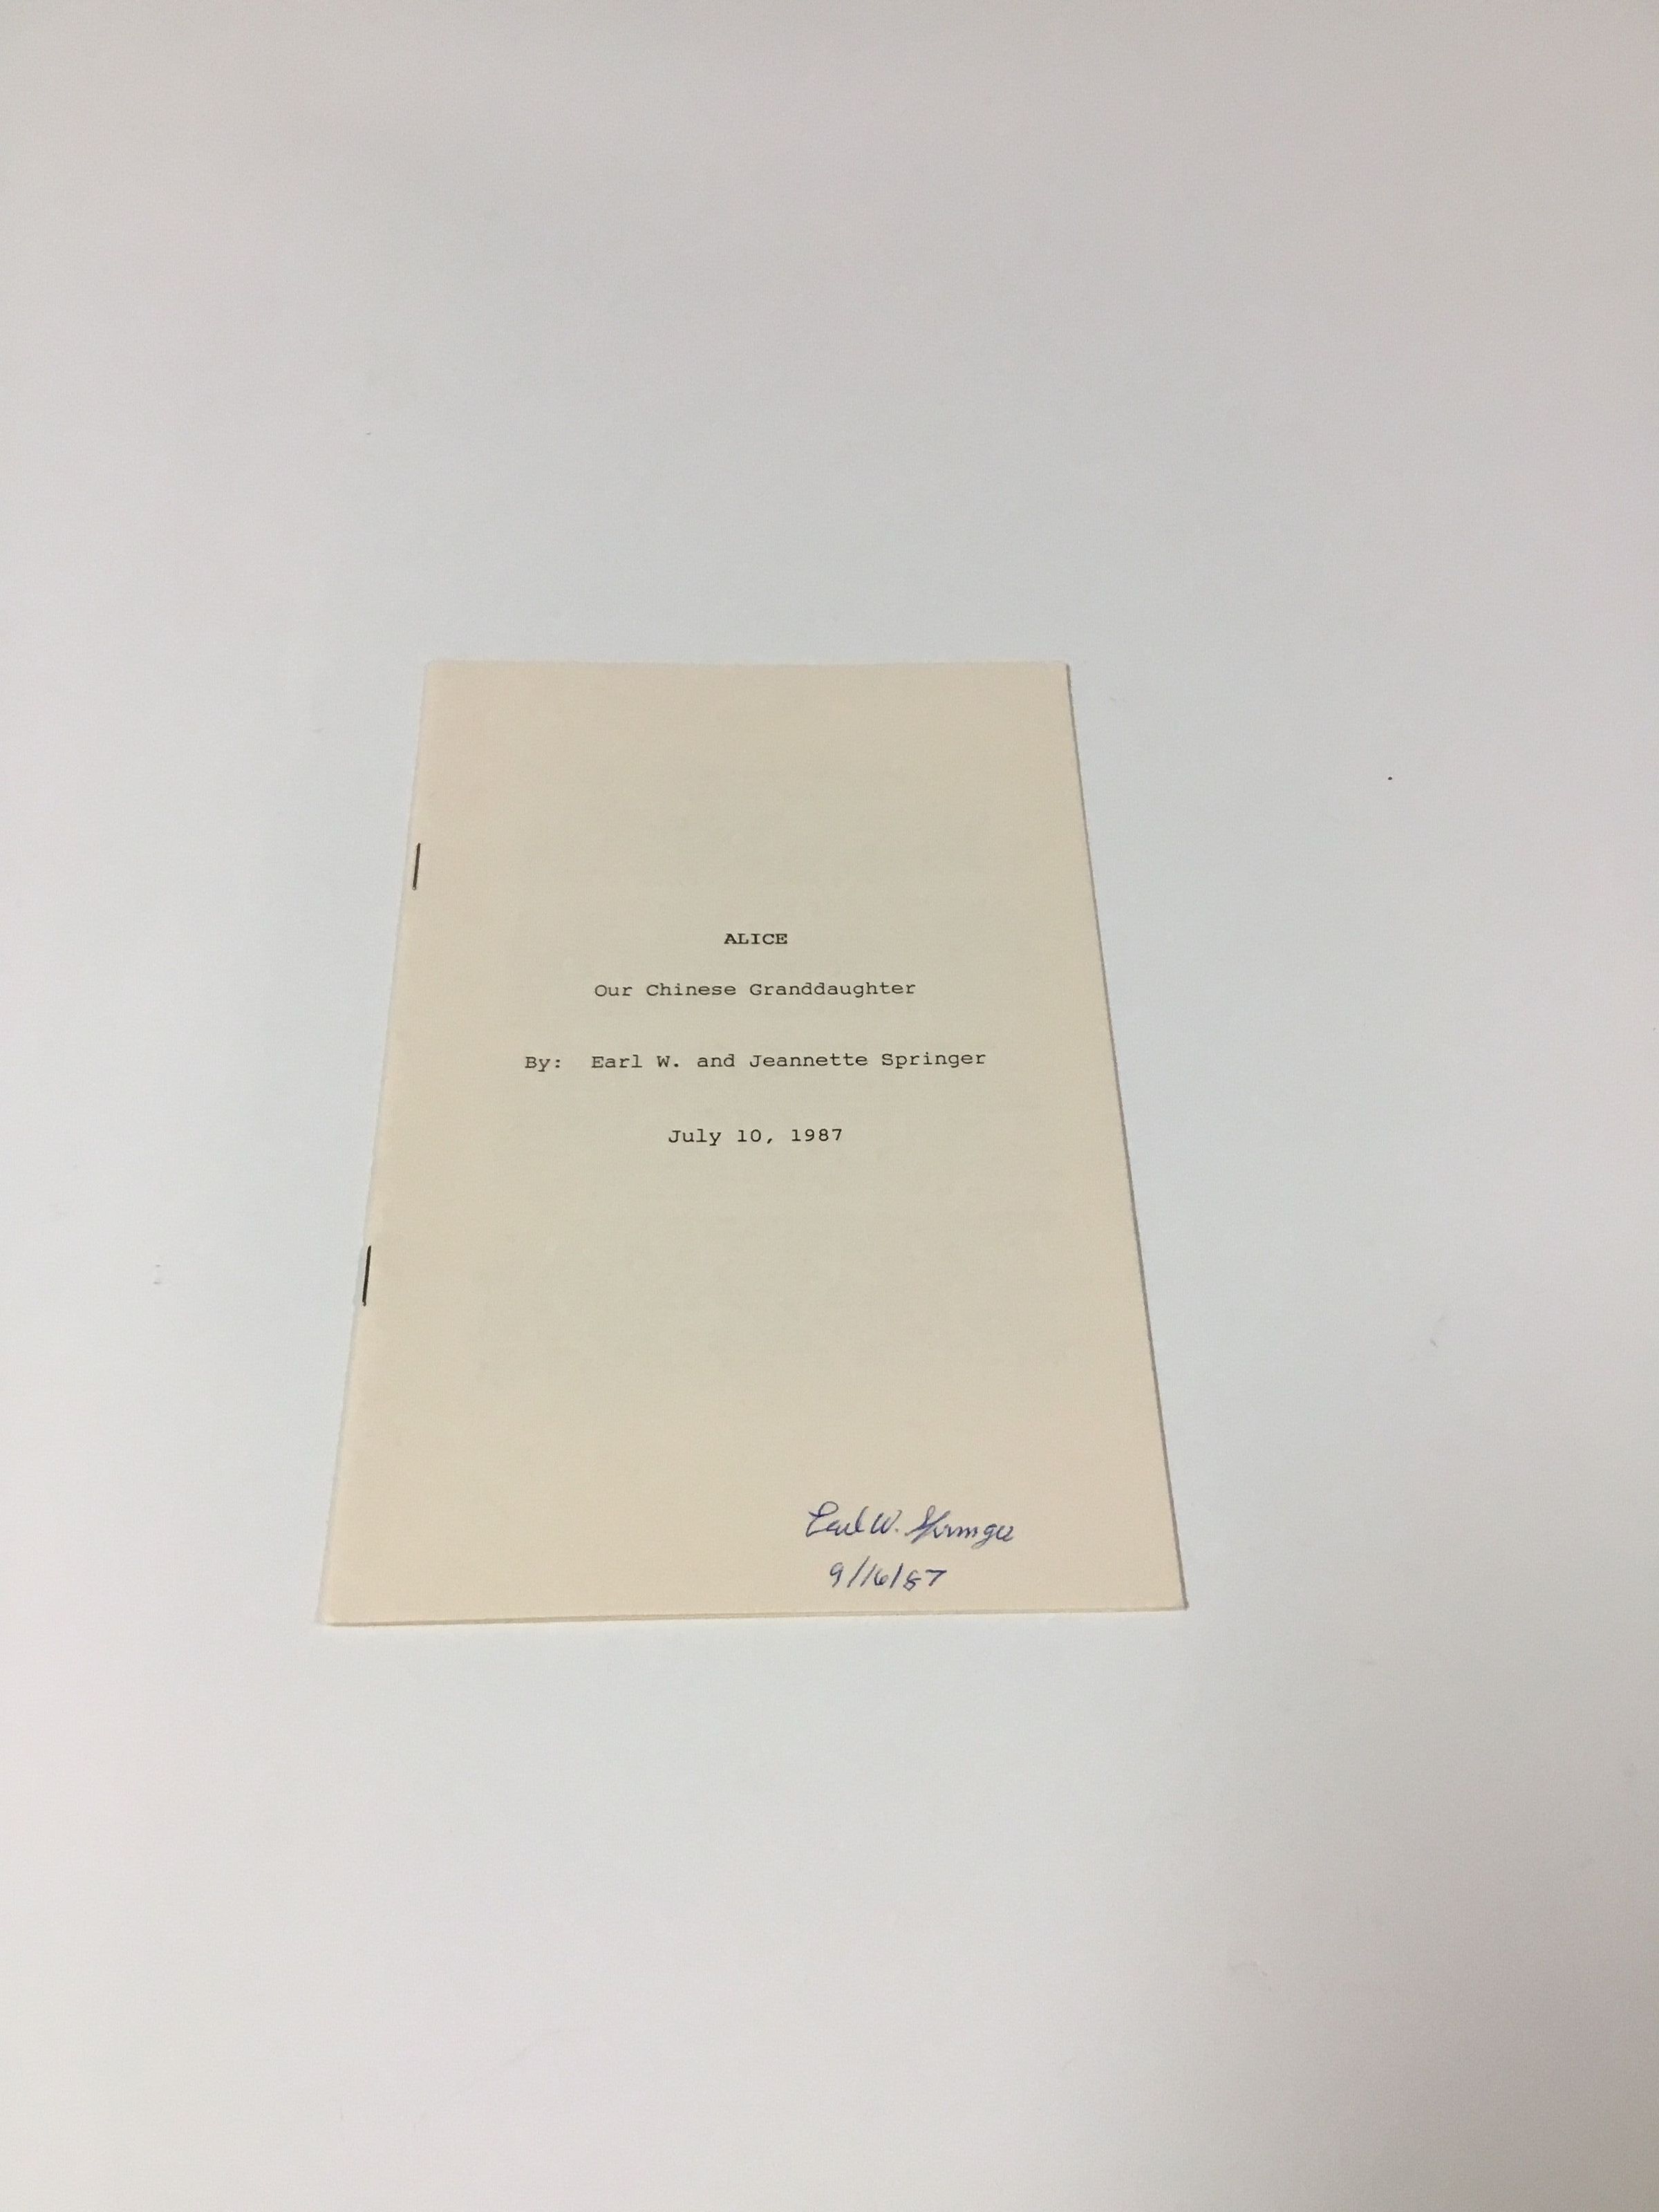 ALICE
Our Chinese Granddaughter
By: Earl W. and Jeannette Springer
July 10, 1987
Earl W. Springer
9/16/87